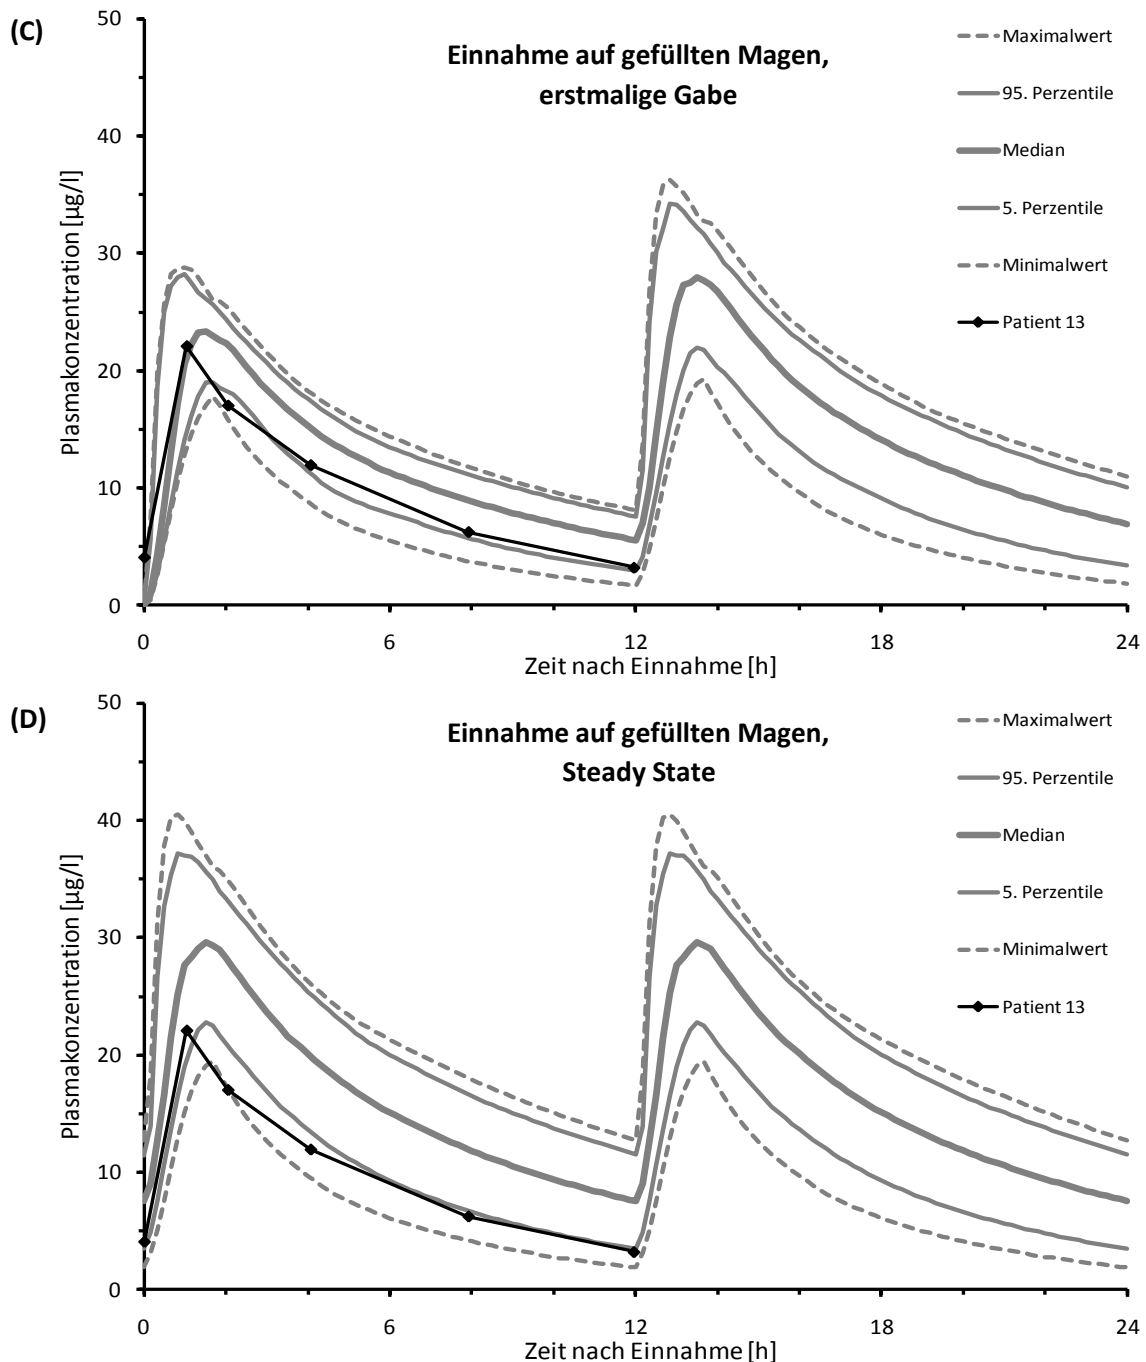 (C)
Einnahme auf gefüllten Magen,
erstmalige Gabe
Maximalwert
95. Perzentile
Median
5. Perzentile
Minimalwert
Patient 13
Plasmakonzentration [µg/l]
50
40
30
20
10
0
0 6 12 18 24
Zeit nach Einnahme [h]
(D)
Einnahme auf gefüllten Magen,
Steady State
Maximalwert
95. Perzentile
Median
5. Perzentile
Minimalwert
Patient 13
Plasmakonzentration [µg/l]
50
40
30
20
10
0
0 6 12 18 24
Zeit nach Einnahme [h]